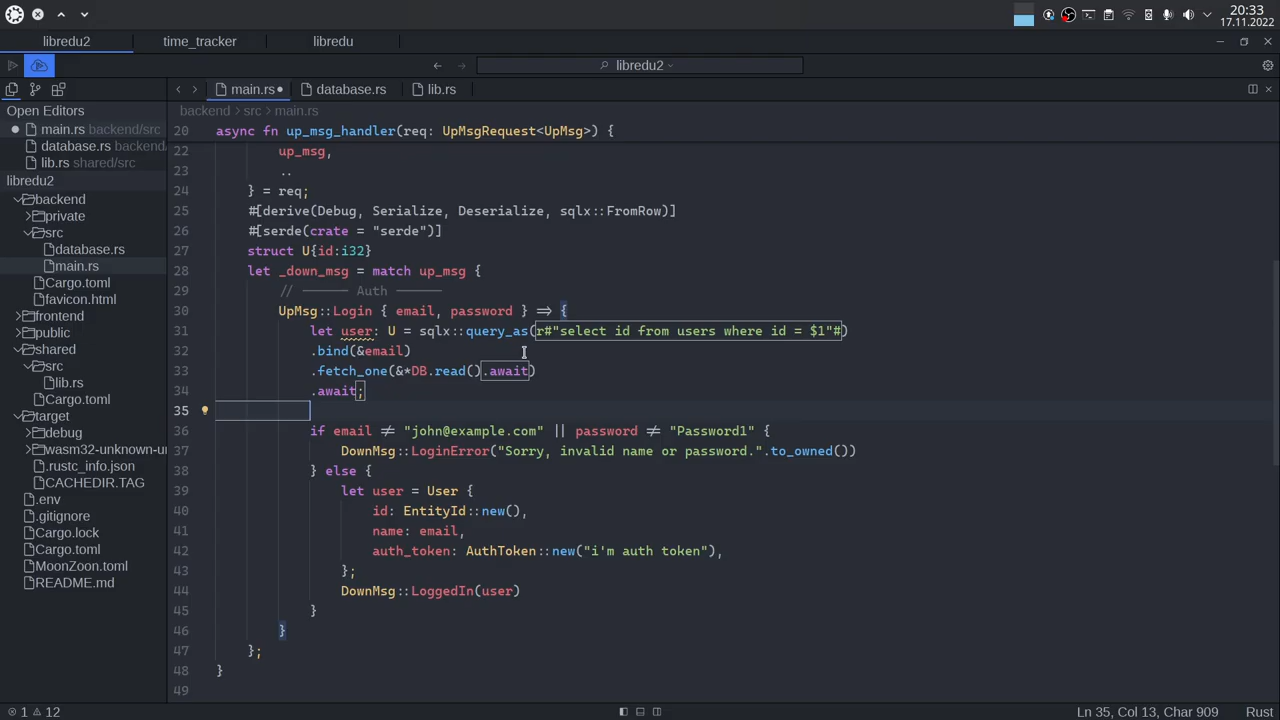 20:33
17.11.2022
libredu2
time_tracker
libredu
libredu2
main.rs
database.rs
lib.rs
Open Editors
main.rs backend/src
database.rs backend/
lib.rs shared/src
libredu2
backend
private
src
database.rs
main.rs
Cargo.toml
favicon.html
frontend
public
shared
src
lib.rs
Cargo.toml
target
debug
wasm32-unknown-un
.rustc_info.json
CACHEDIR.TAG
.env
.gitignore
Cargo.lock
Cargo.toml
MoonZoon.toml
README.md
backend src main.rs
20 async fn up_msg_handler(req: UpMsgRequest<UpMsg>) {
22 up_msg,
23 ..
24 } = req;
25 #[derive(Debug, Serialize, Deserialize, sqlx::FromRow)]
26 #[serde(crate = "serde")]
27 struct U{id:i32}
28 let _down_msg = match up_msg {
29 // ------ Auth ------
30 UpMsg::Login { email, password } => {
31 let user: U = sqlx::query_as(r#"select id from users where id = $1"#)
32 .bind(&email)
33 .fetch_one(&*DB.read().await)
34 .await;
35
36 if email != "john@example.com" || password != "Password1" {
37 DownMsg::LoginError("Sorry, invalid name or password.".to_owned())
38 } else {
39 let user = User {
40 id: EntityId::new(),
41 name: email,
42 auth_token: AuthToken::new("i'm auth token"),
43 };
44 DownMsg::LoggedIn(user)
45 }
46 }
47 };
48 }
49
1 12
Ln 35, Col 13, Char 909
Rust